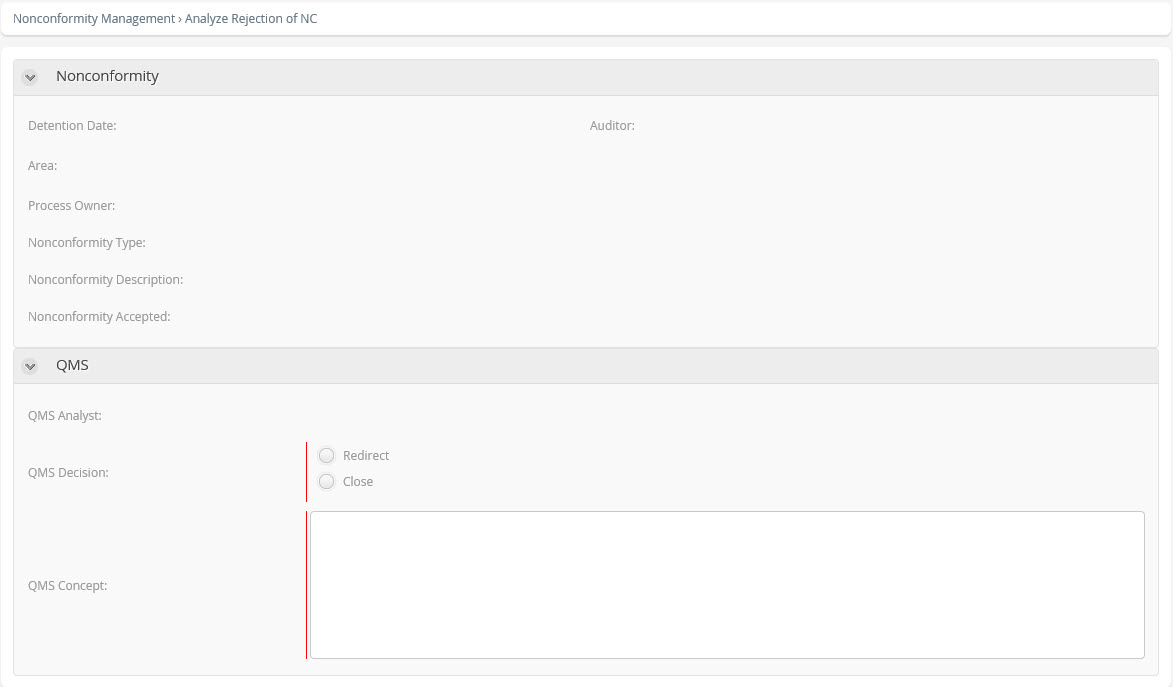 Nonconformity Management › Analyze Rejection of NC
Nonconformity
Detention Date:
Auditor:
Area:
Process Owner:
Nonconformity Type:
Nonconformity Description:
Nonconformity Accepted:
QMS
QMS Analyst:
QMS Decision:
Redirect
Close
QMS Concept: